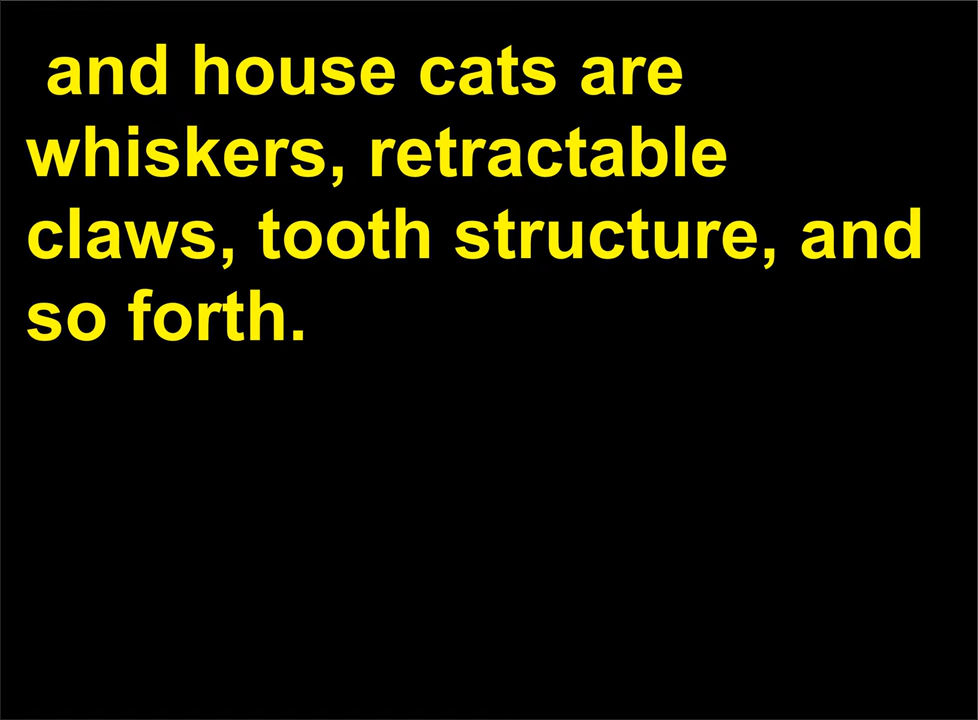 and house cats are
whiskers, retractable
claws, tooth structure, and
so forth.